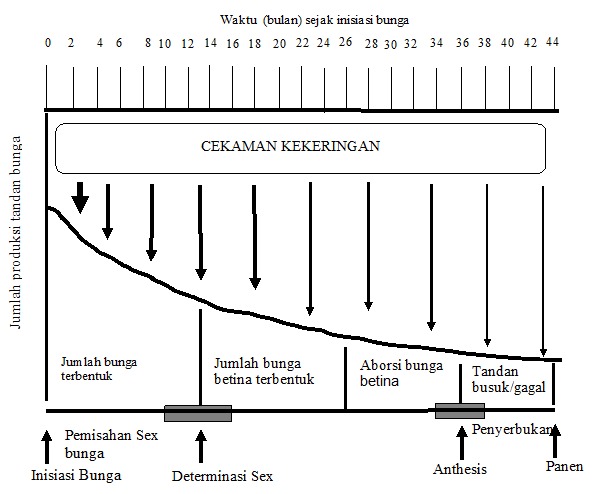 Waktu (bulan) sejak inisiasi bunga
0 2 4 6 8 10 12 14 16 18 20 22 24 26 28 30 32 34 36 38 40 42 44
CEKAMAN KEKERINGAN
Jumlah produksi tandan bunga
Jumlah bunga
terbentuk
Jumlah bunga
betina terbentuk
Aborsi bunga
betina
Tandan
busuk/gagal
Pemisahan Sex
bunga
Penyerbukan
Inisiasi Bunga
Determinasi Sex
Anthesis
Panen